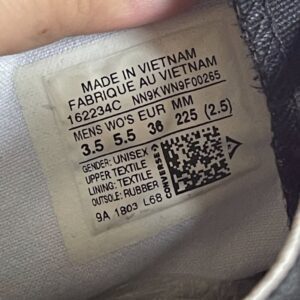 MADE IN VIETNAM
FABRIQUE AU VIETNAM
162234C NN9KWN9F00265
MENS WO'S EUR MM
3.5 5.5 36 225 (2.5)
GENDER: UNISEX
UPPER: TEXTILE
LINING: TEXTILE
OUTSOLE: RUBBER
9A 1803 L68
CONVERSE